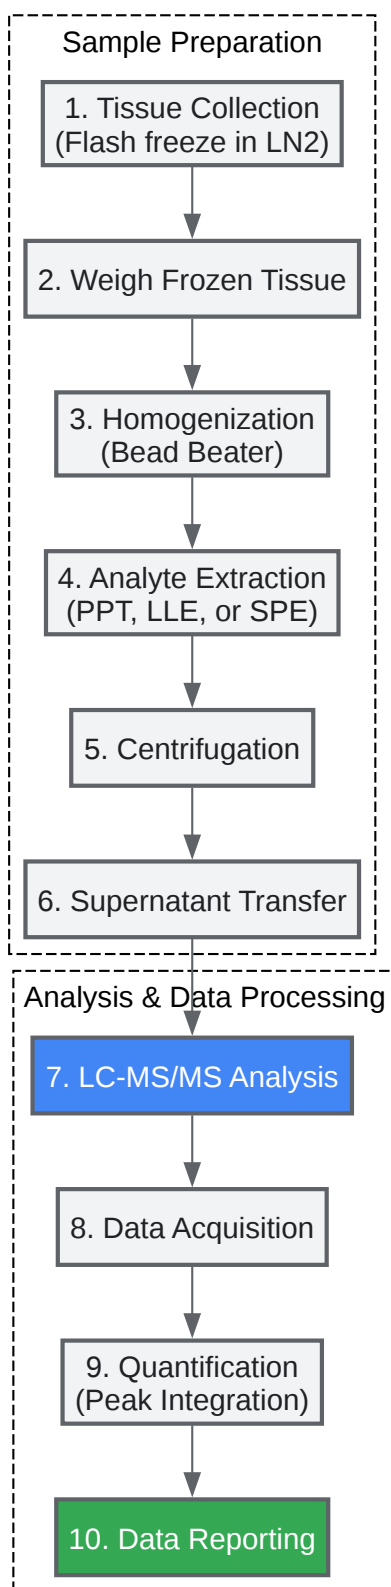 Sample Preparation
1. Tissue Collection
(Flash freeze in LN2)
2. Weigh Frozen Tissue
3. Homogenization
(Bead Beater)
4. Analyte Extraction
(PPT, LLE, or SPE)
5. Centrifugation
6. Supernatant Transfer
Analysis & Data Processing
7. LC-MS/MS Analysis
8. Data Acquisition
9. Quantification
(Peak Integration)
10. Data Reporting